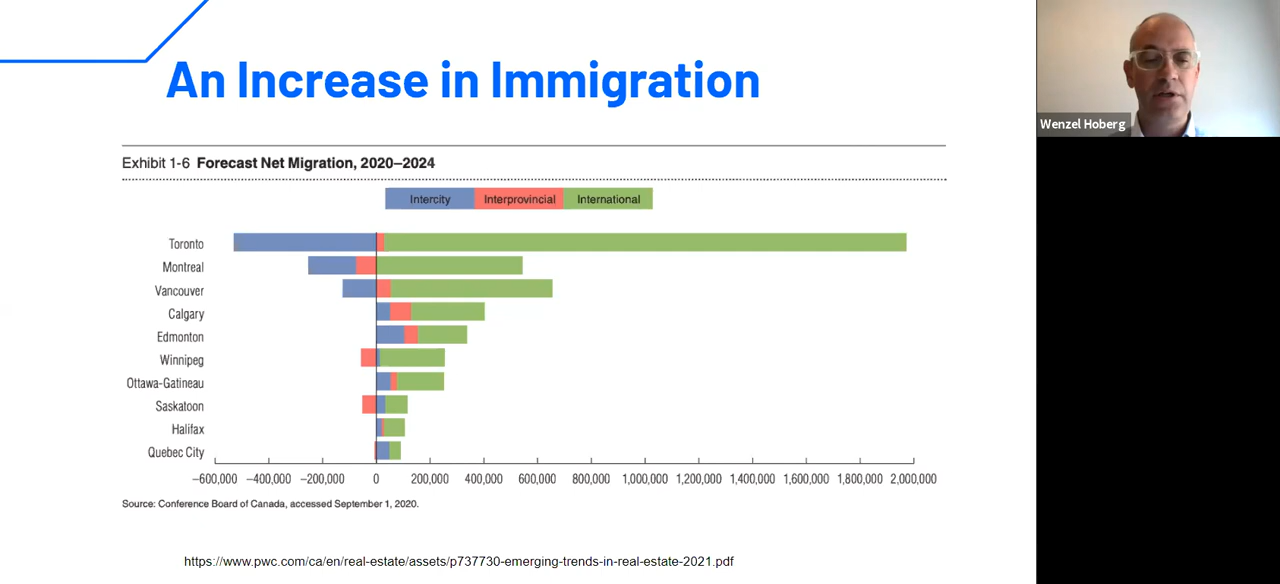 An Increase in Immigration
Wenzel Hoberg
Exhibit 1-6 Forecast Net Migration, 2020–2024
Intercity Interprovincial International
Toronto
Montreal
Vancouver
Calgary
Edmonton
Winnipeg
Ottawa-Gatineau
Saskatoon
Halifax
Quebec City
−600,000 −400,000 −200,000 0 200,000 400,000 600,000 800,000 1,000,000 1,200,000 1,400,000 1,600,000 1,800,000 2,000,000
Source: Conference Board of Canada, accessed September 1, 2020.
https://www.pwc.com/ca/en/real-estate/assets/p737730-emerging-trends-in-real-estate-2021.pdf